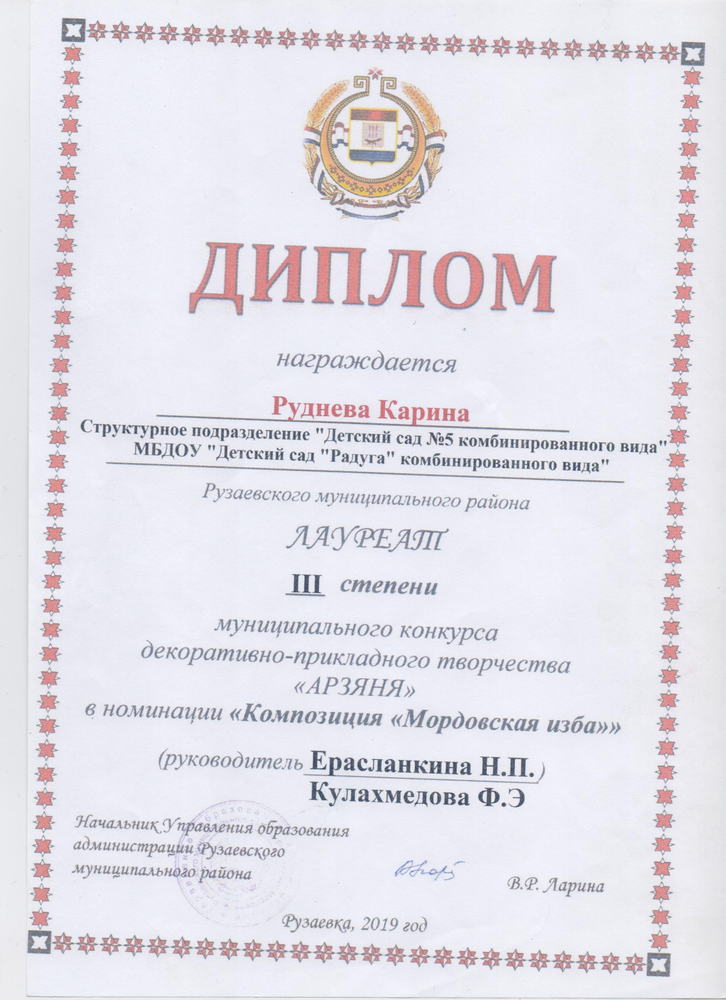 ДИПЛОМ
награждается
Руднева Карина
Структурное подразделение "Детский сад №5 комбинированного вида"
МБДОУ "Детский сад "Радуга" комбинированного вида"
Рузаевского муниципального района
ЛАУРЕАТ
III степени
муниципального конкурса
декоративно-прикладного творчества
«АРЗЯНЯ»
в номинации «Композиция «Мордовская изба»»
(руководитель Ерасланкина Н.П.)
Кулахмедова Ф.Э
Начальник Управления образования
администрации Рузаевского
муниципального района
В.Р. Ларина
Рузаевка, 2019 год